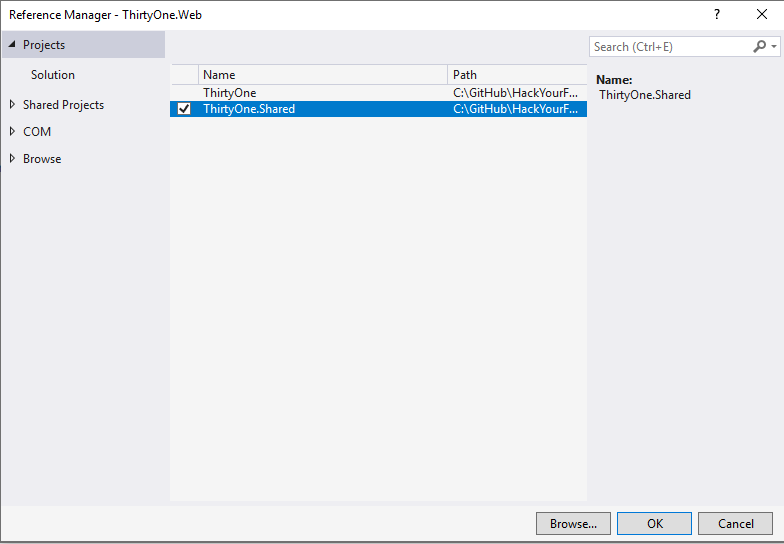 Reference Manager - ThirtyOne.Web
?
Projects
Solution
Shared Projects
COM
Browse
Name
Path
ThirtyOne
C:\GitHub\HackYourF...
ThirtyOne.Shared
C:\GitHub\HackYourF...
Search (Ctrl+E)
Name:
ThirtyOne.Shared
Browse...
OK
Cancel